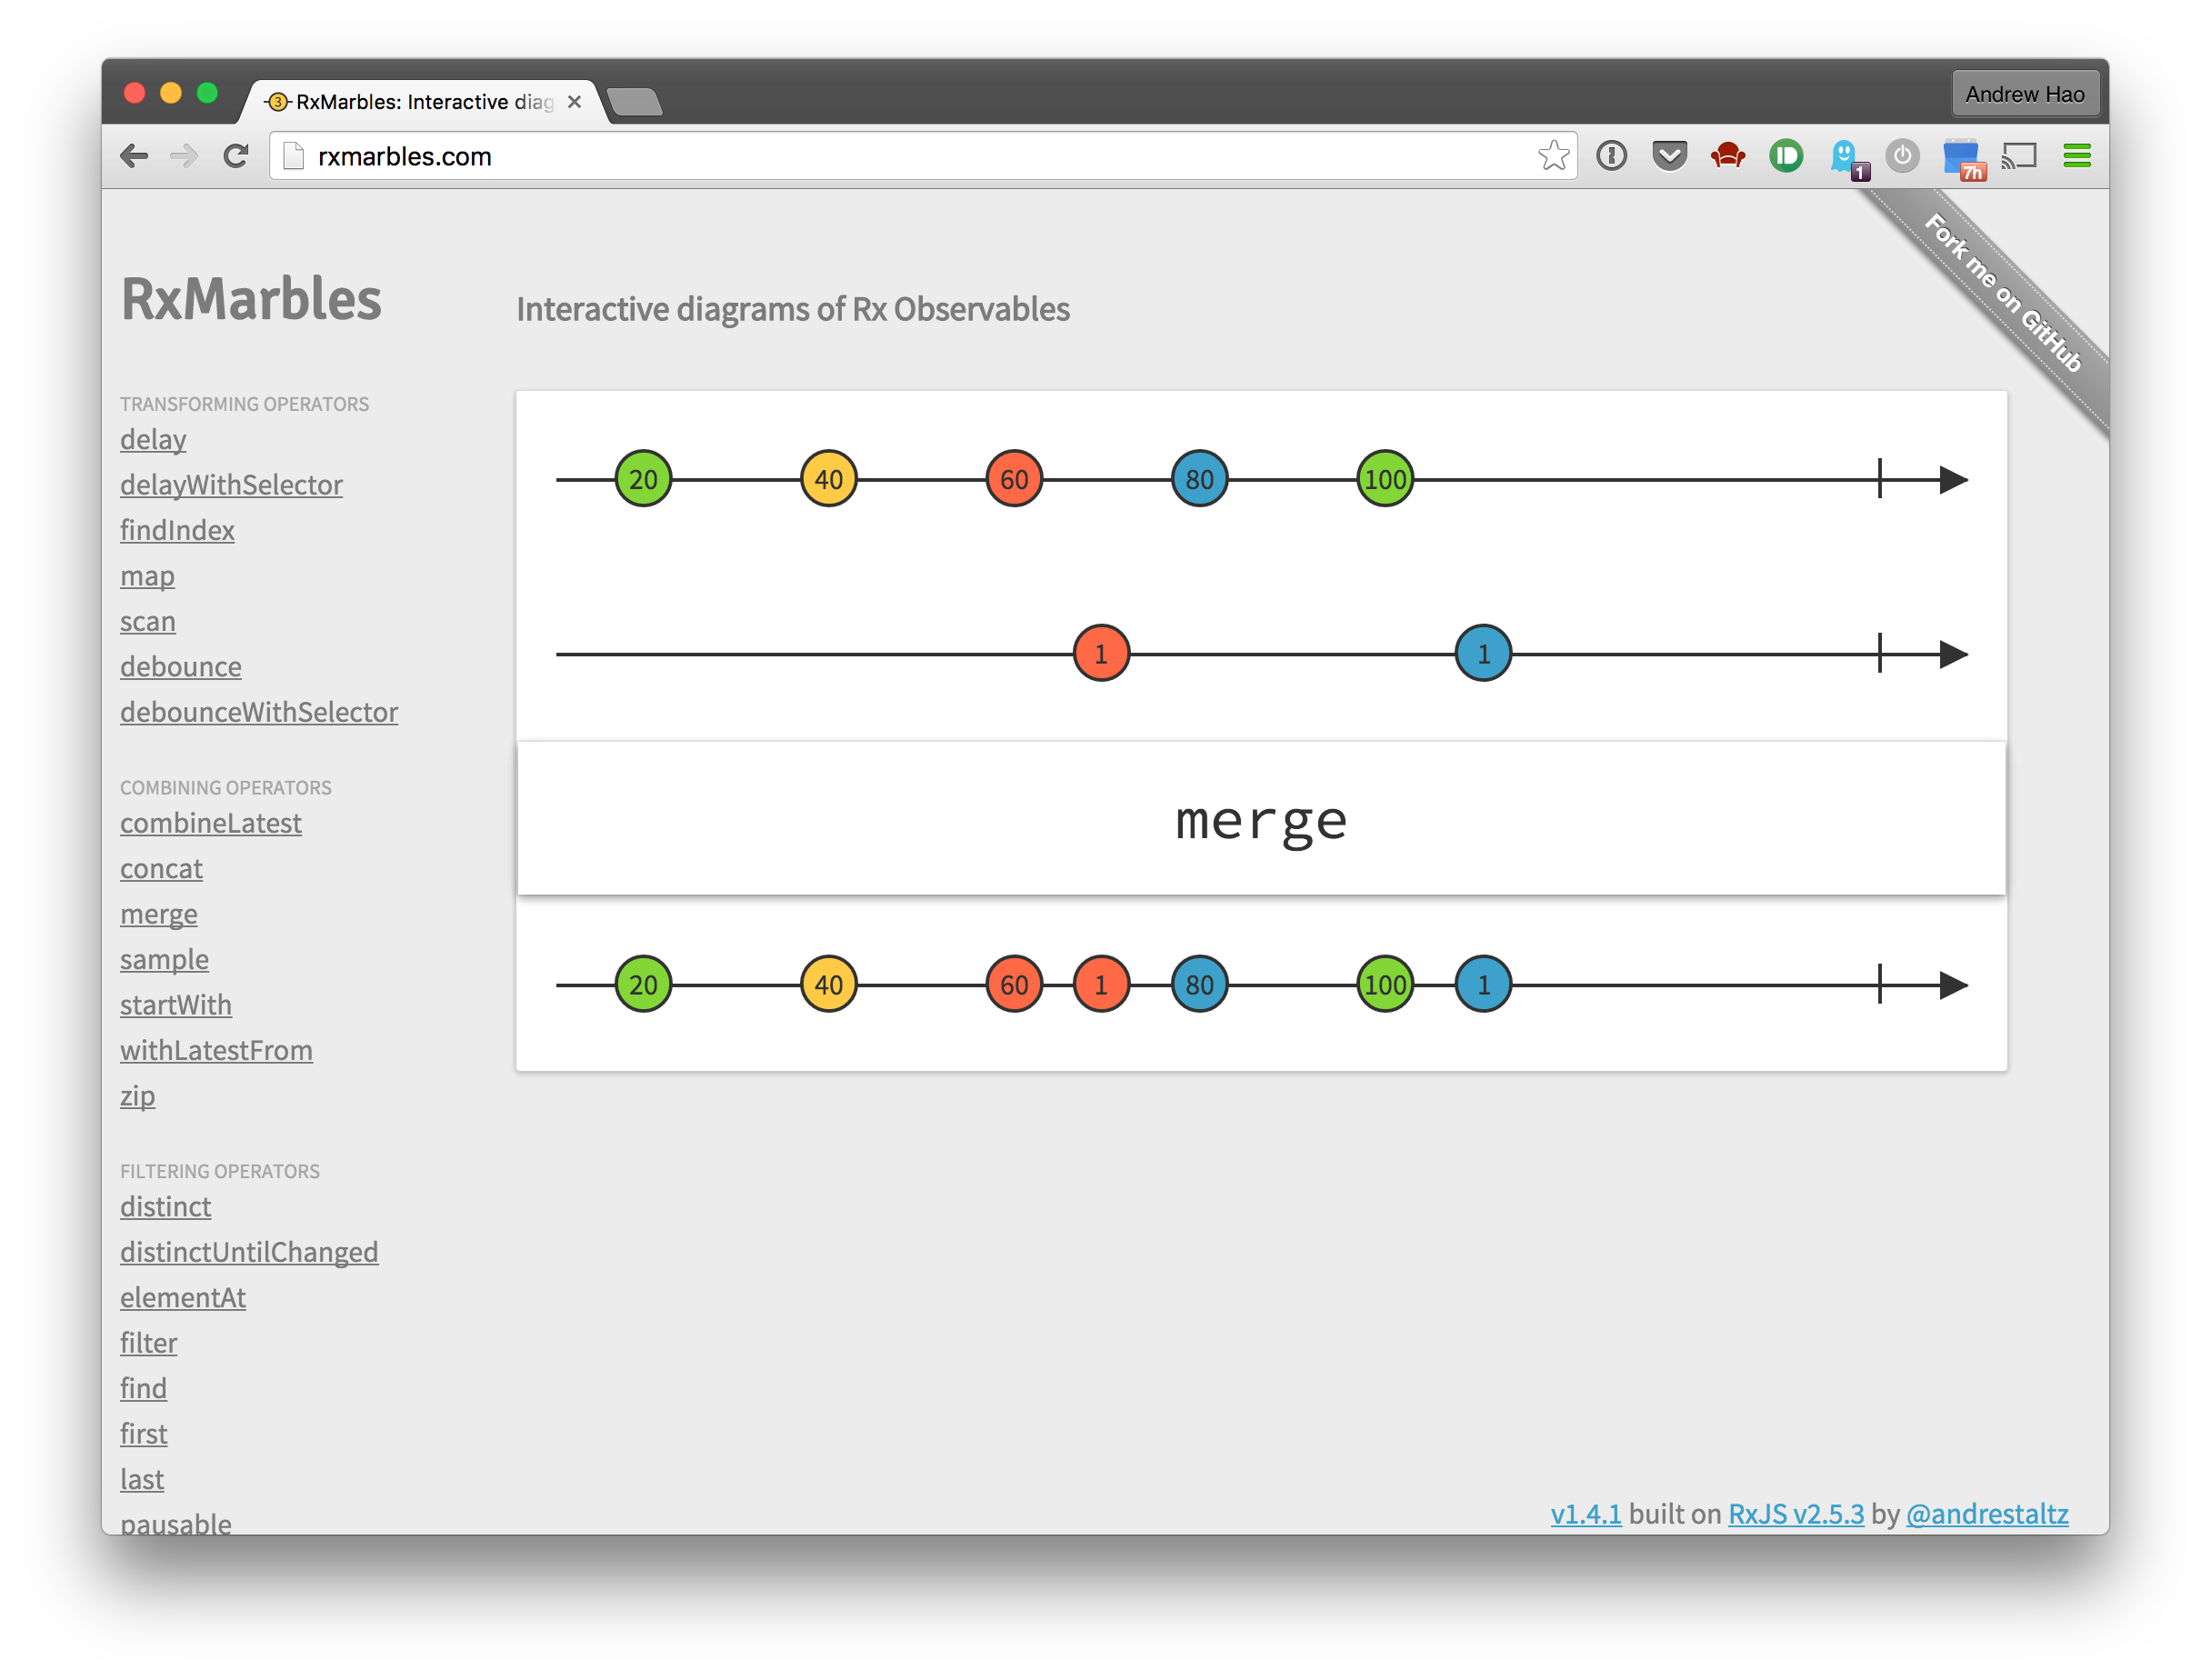 3 RxMarbles: Interactive diag
Andrew Hao
rxmarbles.com
1
7h
Fork me on GitHub
RxMarbles
Interactive diagrams of Rx Observables
TRANSFORMING OPERATORS
delay
delayWithSelector
findIndex
map
scan
debounce
debounceWithSelector
COMBINING OPERATORS
combineLatest
concat
merge
sample
startWith
withLatestFrom
zip
FILTERING OPERATORS
distinct
distinctUntilChanged
elementAt
filter
find
first
last
pausable
20 40 60 80 100
1 1
merge
20 40 60 1 80 100 1
v1.4.1 built on RxJS v2.5.3 by @andrestaltz